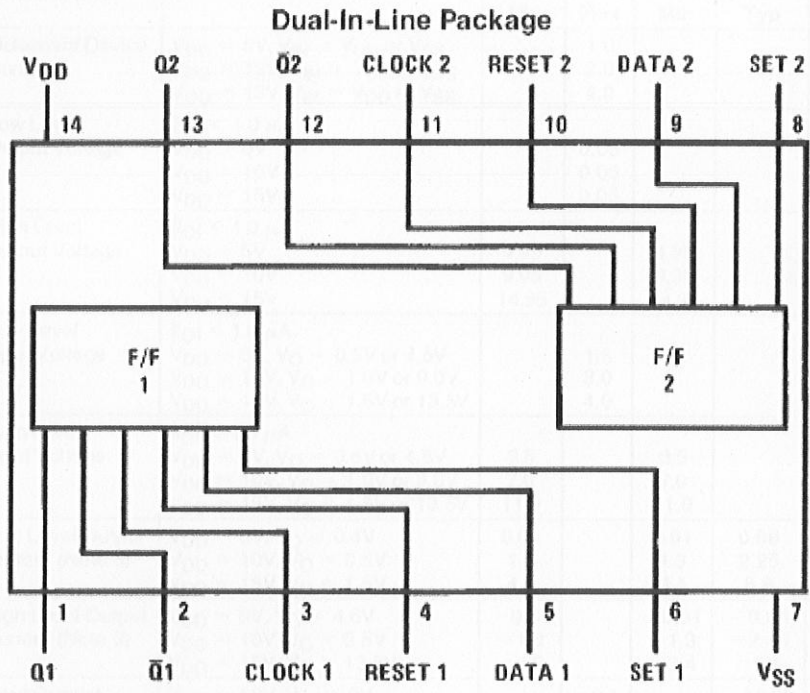 Dual-In-Line Package
VDD Q2 Q̅2 CLOCK 2 RESET 2 DATA 2 SET 2
14 13 12 11 10 9 8
F/F
1
F/F
2
1 2 3 4 5 6 7
Q1 Q̅1 CLOCK 1 RESET 1 DATA 1 SET 1 VSS